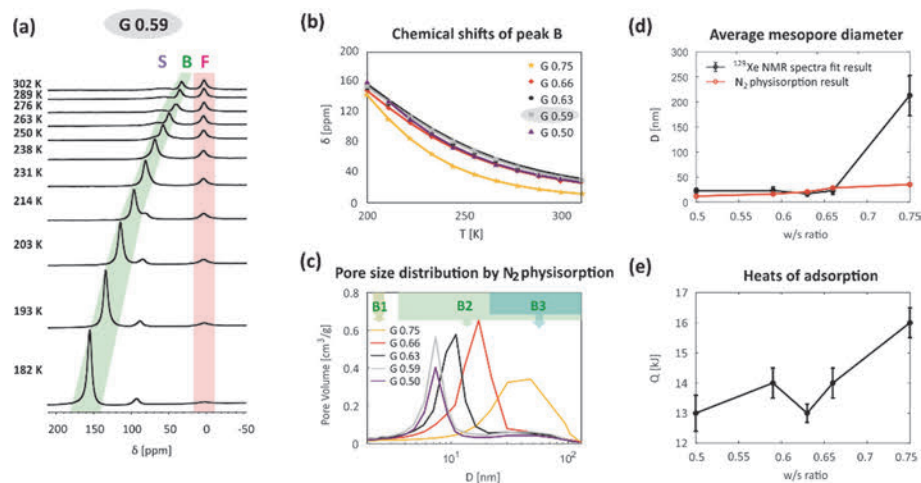 (a)
G 0.59
S B F
302 K
289 K
276 K
263 K
250 K
238 K
231 K
214 K
203 K
193 K
182 K
200 150 100 50 0 -50
δ [ppm]
(b)
Chemical shifts of peak B
200
160
120
80
40
0
δ [ppm]
G 0.75
G 0.66
G 0.63
G 0.59
G 0.50
200 250 300
T [K]
(c)
Pore size distribution by N2 physisorption
0.8
0.6
0.4
0.2
0
Pore Volume [cm³/g]
B1 B2 B3
G 0.75
G 0.66
G 0.63
G 0.59
G 0.50
10¹ 10²
D [nm]
(d)
Average mesopore diameter
300
250
200
150
100
50
0
D [nm]
¹²⁹Xe NMR spectra fit result
N2 physisorption result
0.5 0.55 0.6 0.65 0.7 0.75
w/s ratio
(e)
Heats of adsorption
17
16
15
14
13
12
Q [kJ]
0.5 0.55 0.6 0.65 0.7 0.75
w/s ratio